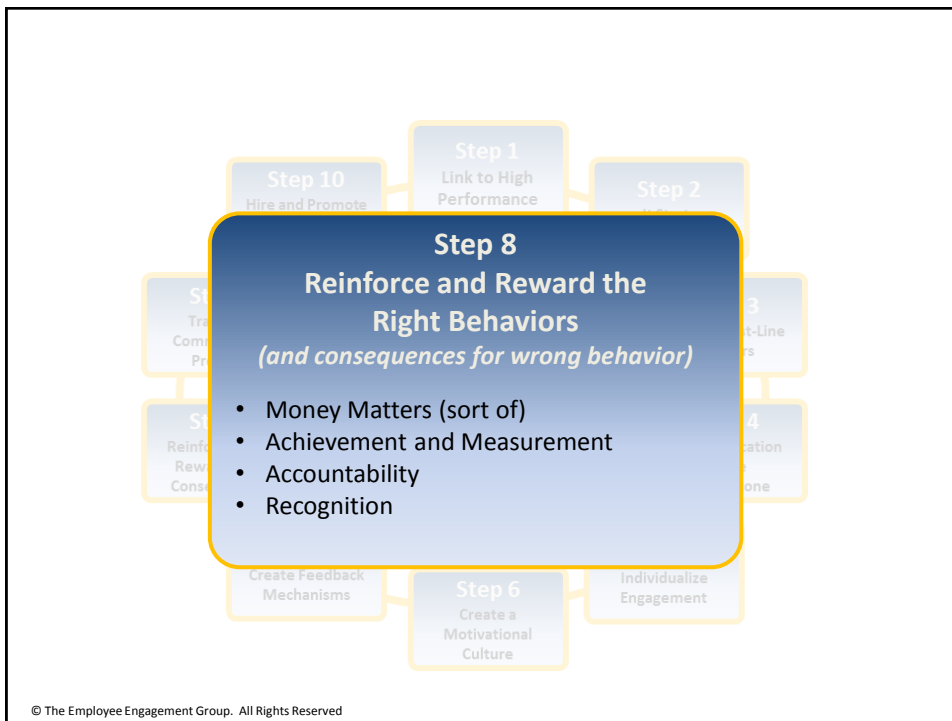 Step 1
Link to High
Performance
Step 10
Hire and Promote
Step 2
Step 8
Reinforce and Reward the
Right Behaviors
(and consequences for wrong behavior)
• Money Matters (sort of)
• Achievement and Measurement
• Accountability
• Recognition
3
4
Create Feedback
Mechanisms
Step 6
Create a
Motivational
Culture
Individualize
Engagement
© The Employee Engagement Group. All Rights Reserved